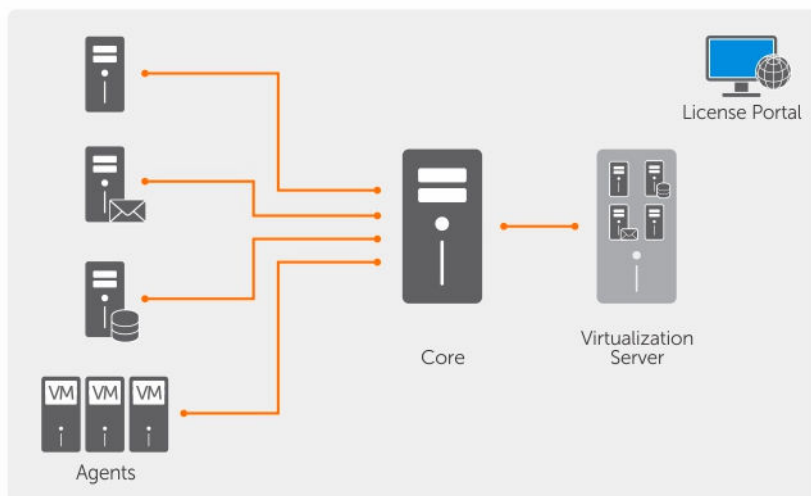 License Portal
Core
Virtualization
Server
VM VM VM
Agents